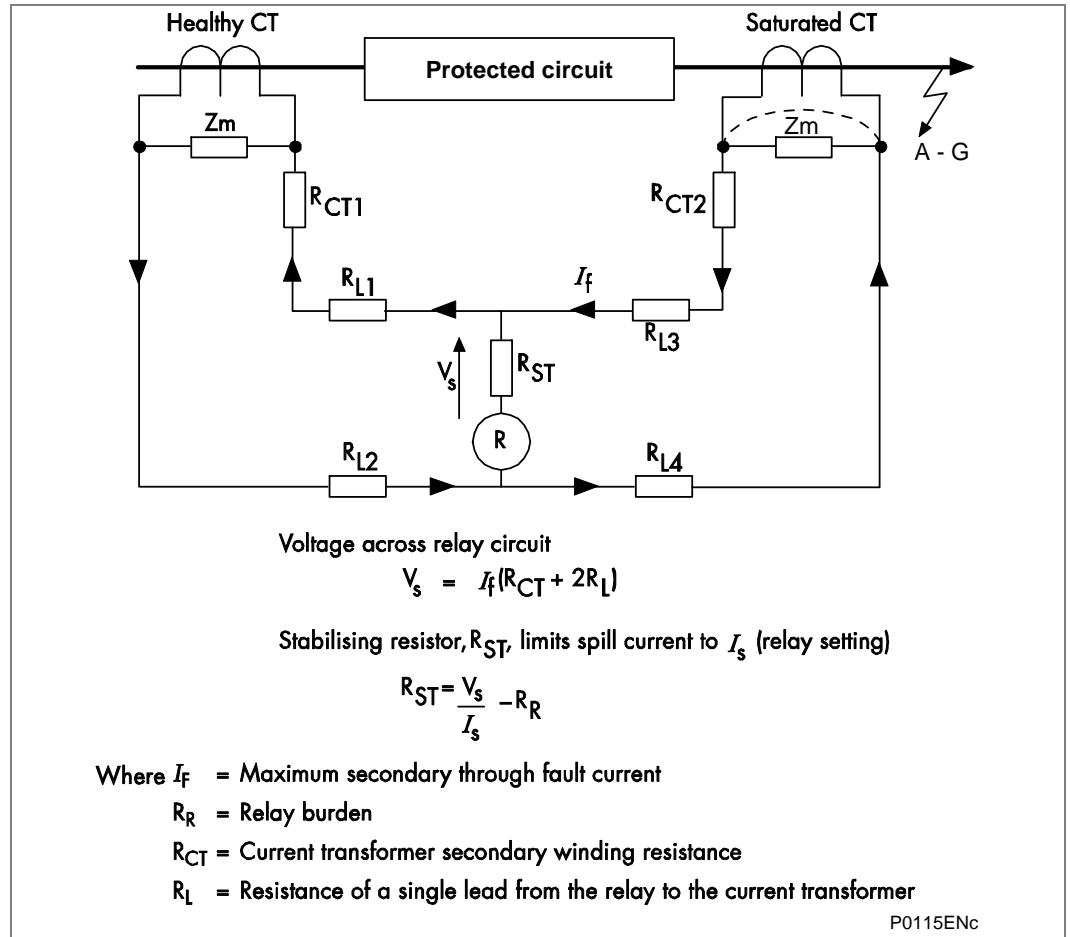 Healthy CT
Saturated CT
Protected circuit
Zm
Zm
A - G
RCT1
RCT2
RL1
If
RL3
Vs
RST
R
RL2
RL4
Voltage across relay circuit
Vs = If(RCT + 2RL)
Stabilising resistor, RST, limits spill current to Is (relay setting)
RST = Vs/Is – RR
Where IF = Maximum secondary through fault current
RR = Relay burden
RCT = Current transformer secondary winding resistance
RL = Resistance of a single lead from the relay to the current transformer
P0115ENc